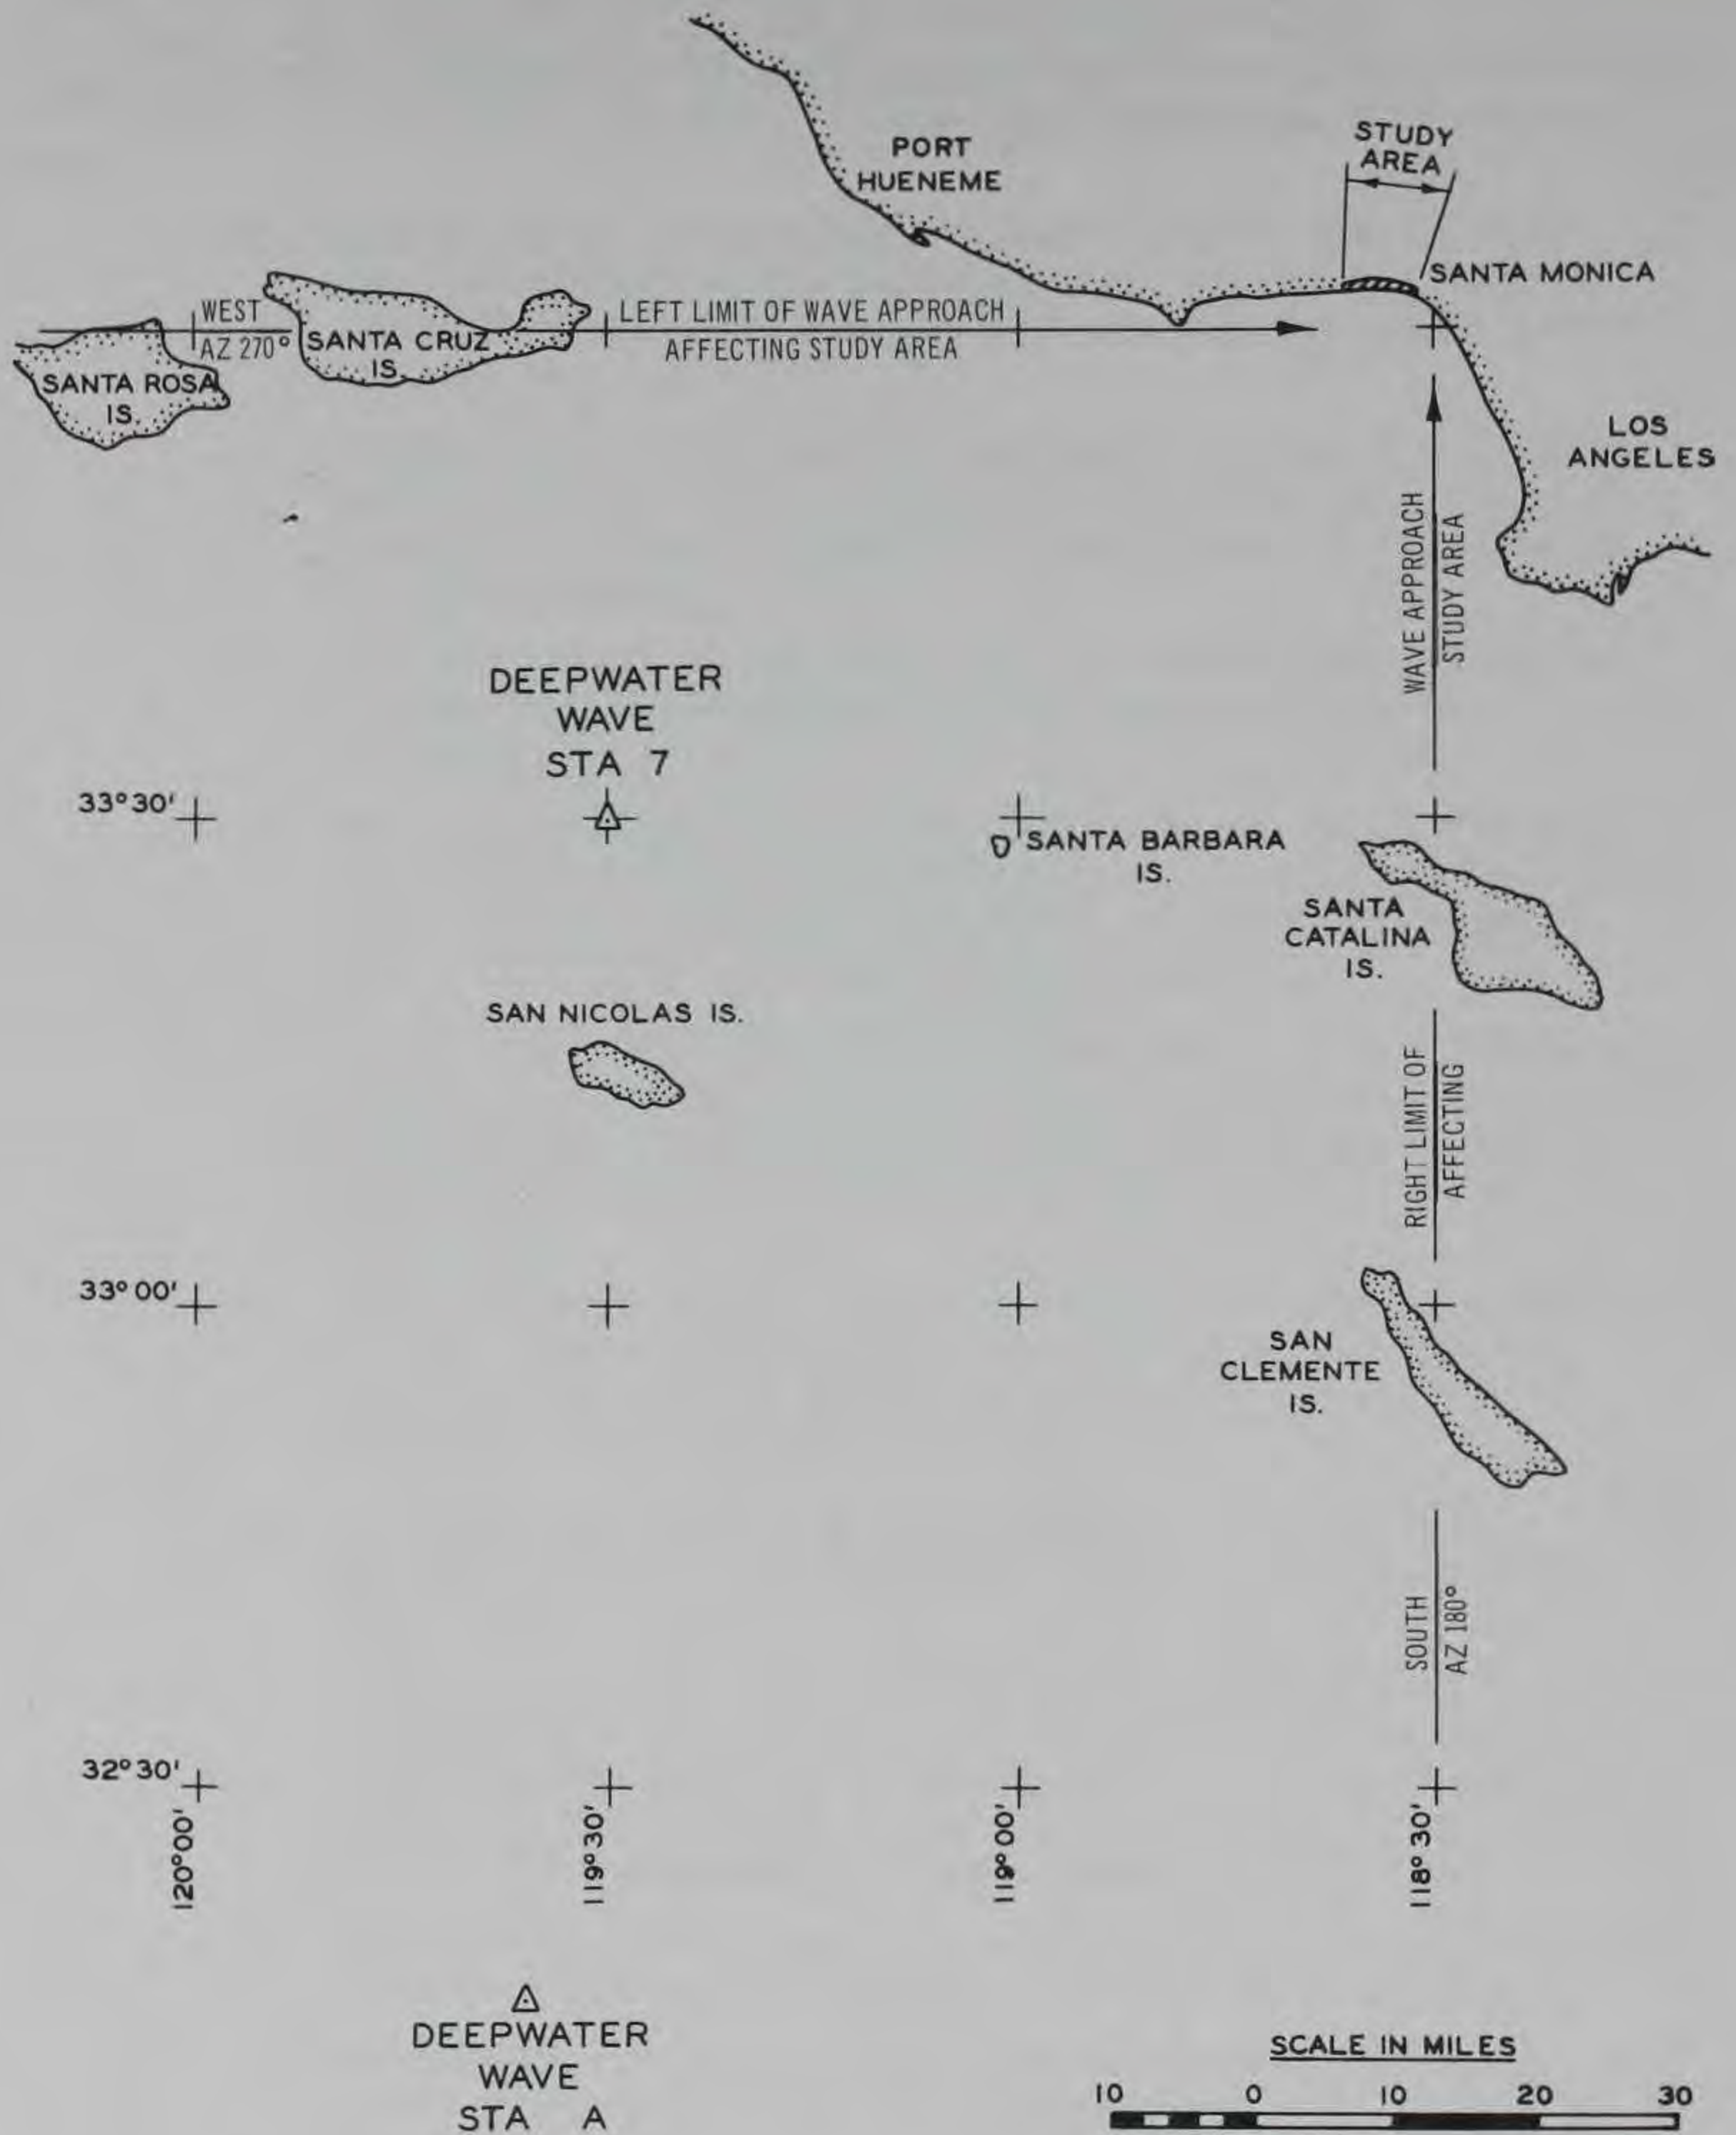 PORT
HUENEME
STUDY
AREA
SANTA MONICA
WEST
AZ 270°
LEFT LIMIT OF WAVE APPROACH
AFFECTING STUDY AREA
SANTA CRUZ
IS.
SANTA ROSA
IS.
LOS
ANGELES
WAVE APPROACH
STUDY AREA
DEEPWATER
WAVE
STA 7
33°30'
SANTA BARBARA
IS.
SANTA
CATALINA
IS.
SAN NICOLAS IS.
RIGHT LIMIT OF
AFFECTING
33°00'
SAN
CLEMENTE
IS.
SOUTH
AZ 180°
32°30'
120°00'
119°30'
119°00'
118°30'
DEEPWATER
WAVE
STA A
SCALE IN MILES
10 0 10 20 30